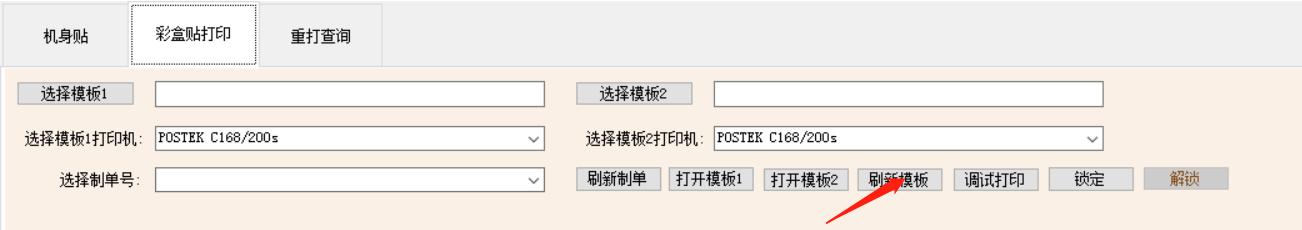 机身贴 彩盒贴打印 重打查询
选择模板1 选择模板2
选择模板1打印机: POSTEK C168/200s 选择模板2打印机: POSTEK C168/200s
选择制单号: 刷新制单 打开模板1 打开模板2 刷新模板 调试打印 锁定 解锁